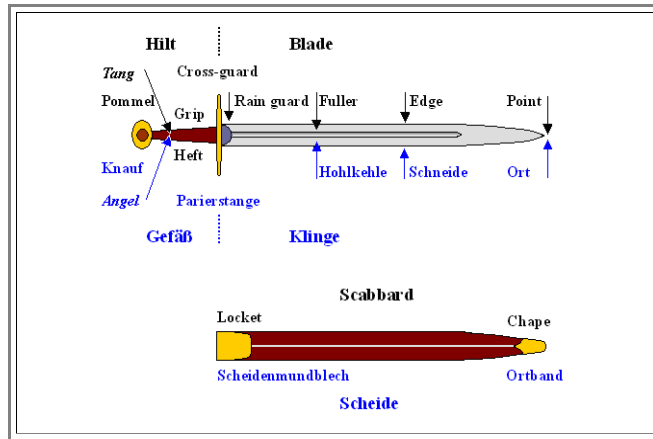 Hilt Blade
Tang Cross-guard
Pommel Grip Rain guard Fuller Edge Point
Heft
Knauf Hohlkehle Schneide Ort
Angel Parierstange
Gefäß Klinge
Scabbard
Locket Chape
Scheidenmundblech Ortband
Scheide